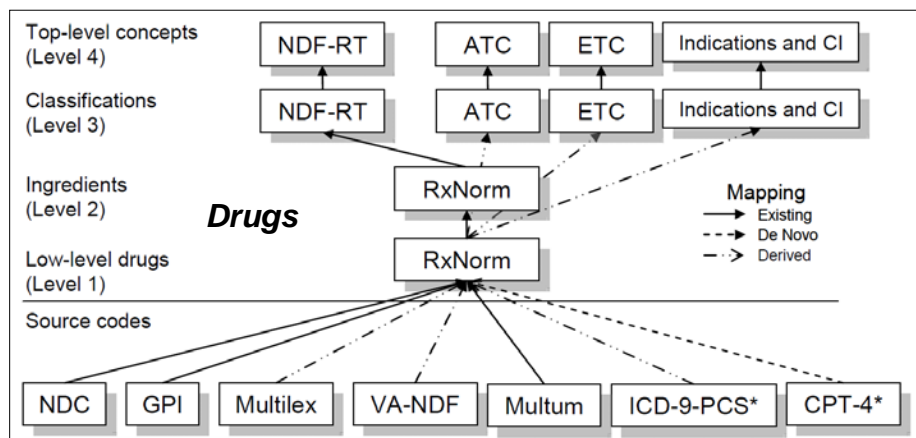 Top-level concepts
(Level 4)
NDF-RT
ATC
ETC
Indications and CI
Classifications
(Level 3)
NDF-RT
ATC
ETC
Indications and CI
Ingredients
(Level 2)
RxNorm
Drugs
Mapping
Existing
De Novo
Derived
Low-level drugs
(Level 1)
RxNorm
Source codes
NDC
GPI
Multilex
VA-NDF
Multum
ICD-9-PCS*
CPT-4*